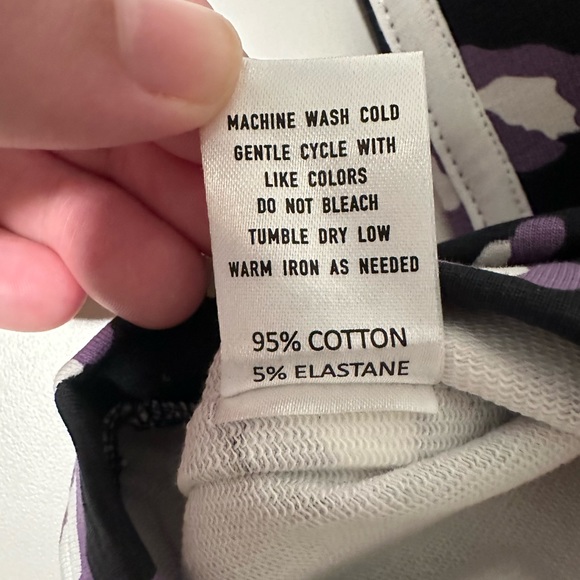 MACHINE WASH COLD
GENTLE CYCLE WITH
LIKE COLORS
DO NOT BLEACH
TUMBLE DRY LOW
WARM IRON AS NEEDED
95% COTTON
5% ELASTANE